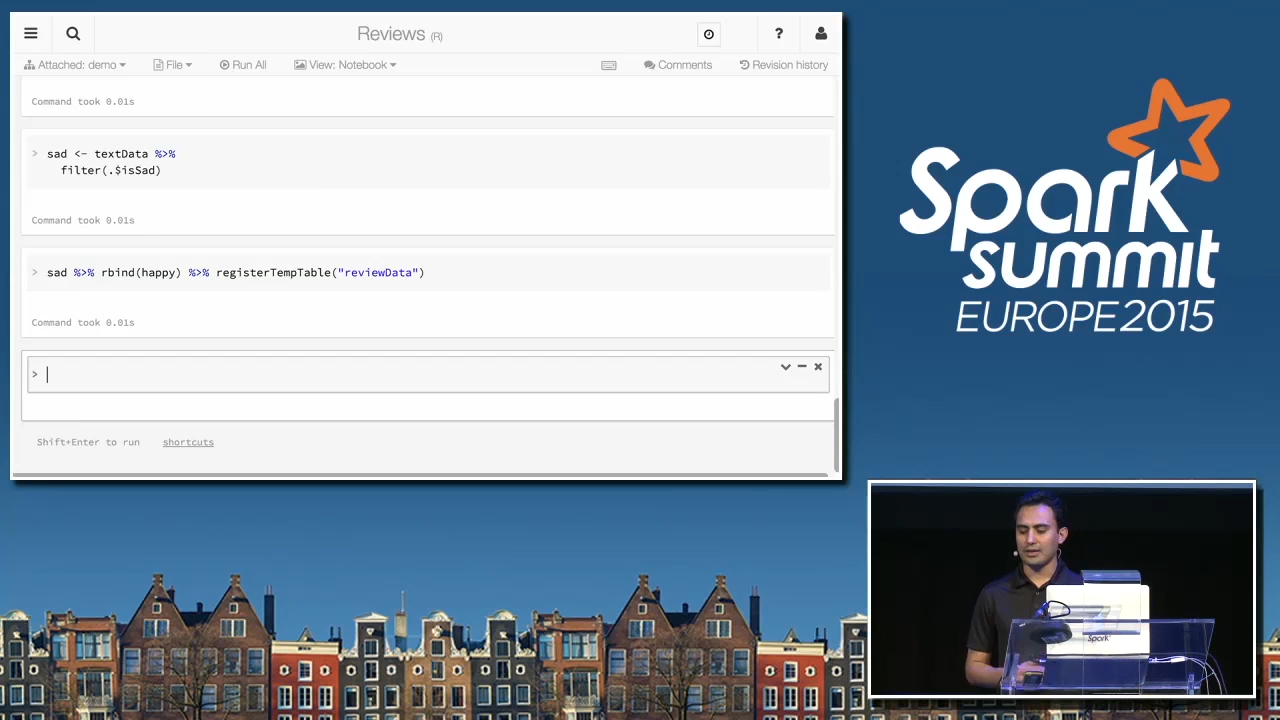 Reviews (R)
Attached: demo
File
Run All
View: Notebook
?
Comments
Revision history
Command took 0.01s
> sad <- textData %>%
filter(.$isSad)
Command took 0.01s
> sad %>% rbind(happy) %>% registerTempTable("reviewData")
Command took 0.01s
>
Shift+Enter to run shortcuts
Spark
summit
EUROPE 2015
Spark